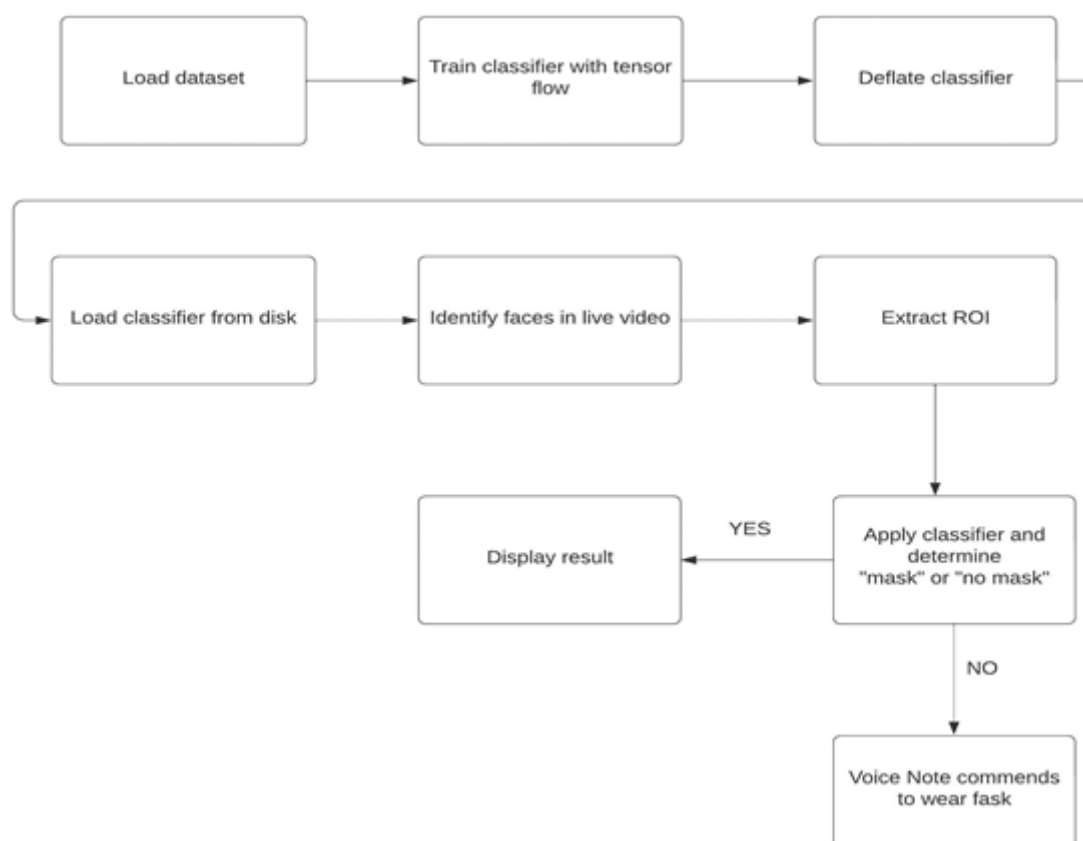 Load dataset
Train classifier with tensor
flow
Deflate classifier
Load classifier from disk
Identify faces in live video
Extract ROI
YES
Display result
Apply classifier and
determine
"mask" or "no mask"
NO
Voice Note commends
to wear fask